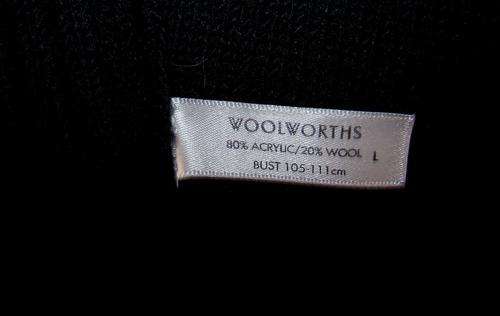 WOOLWORTHS
80% ACRYLIC/20% WOOL L
BUST 105-111cm